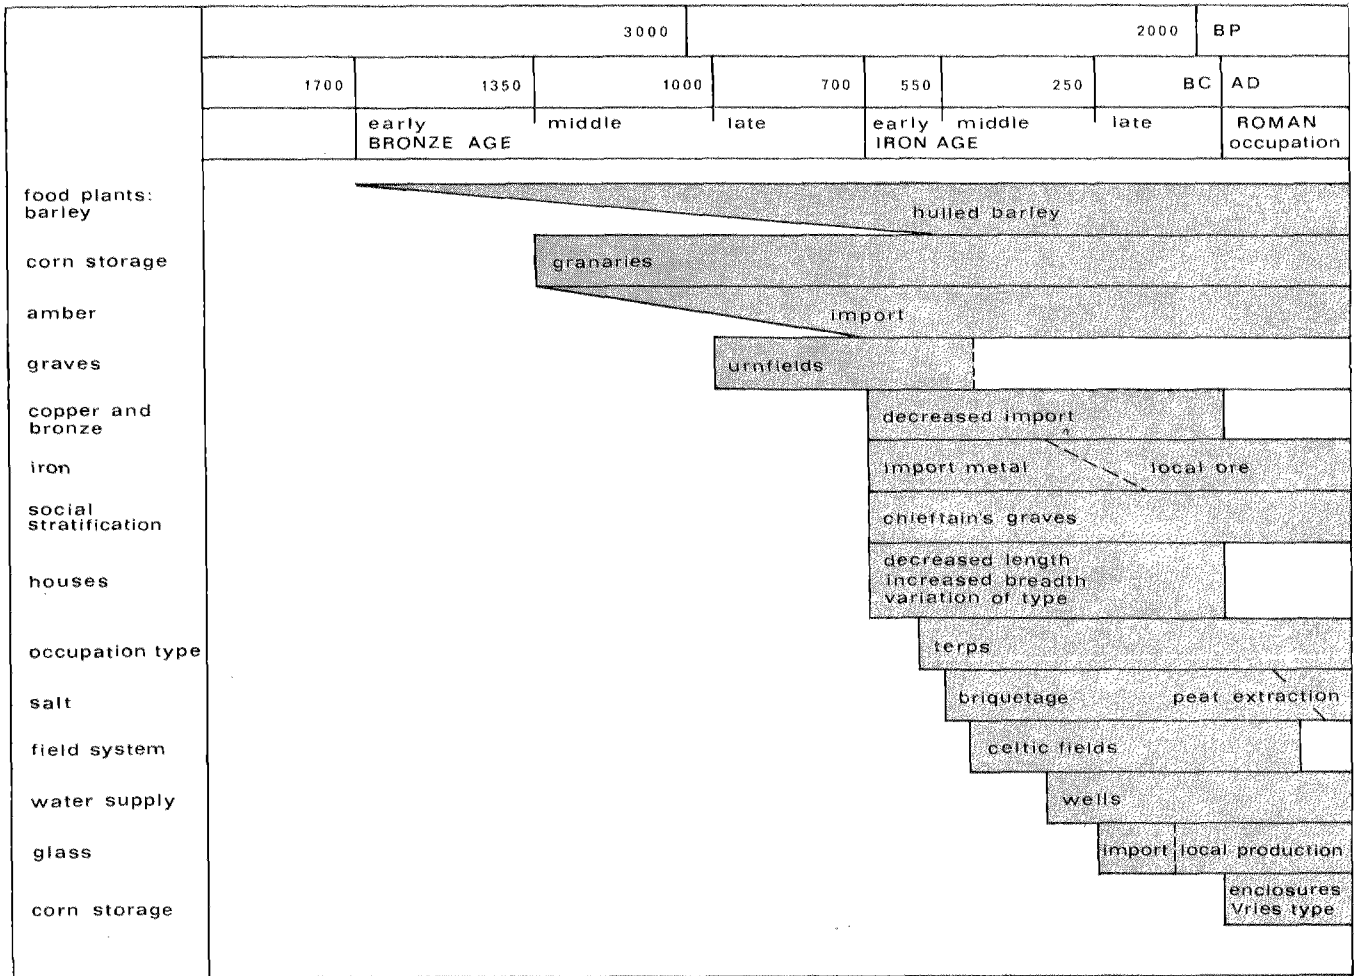 3000 2000 BP
1700 1350 1000 700 550 250 BC AD
early middle late early middle late ROMAN
BRONZE AGE IRON AGE occupation
food plants:
barley
hulled barley
corn storage
granaries
amber
import
graves
urnfields
copper and
bronze
decreased import
iron
import metal local ore
social
stratification
chieftain's graves
houses
decreased length
increased breadth
variation of type
occupation type
terps
salt
briquetage peat extraction
field system
celtic fields
water supply
wells
glass
import local production
corn storage
enclosures
Vries type